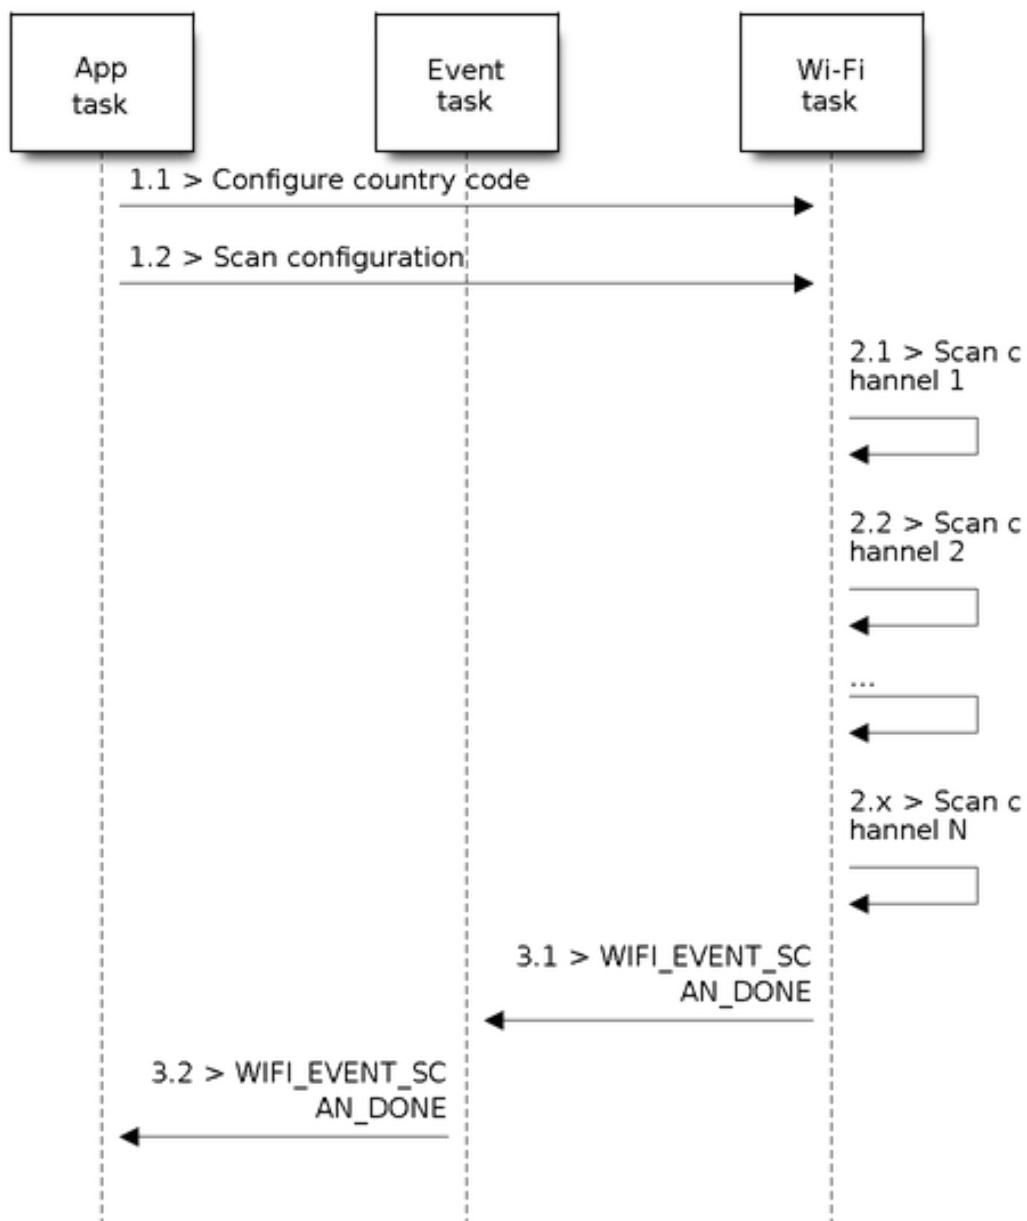 App
task
Event
task
Wi-Fi
task
1.1 > Configure country code
1.2 > Scan configuration
2.1 > Scan c
hannel 1
2.2 > Scan c
hannel 2
...
2.x > Scan c
hannel N
3.1 > WIFI_EVENT_SC
AN_DONE
3.2 > WIFI_EVENT_SC
AN_DONE